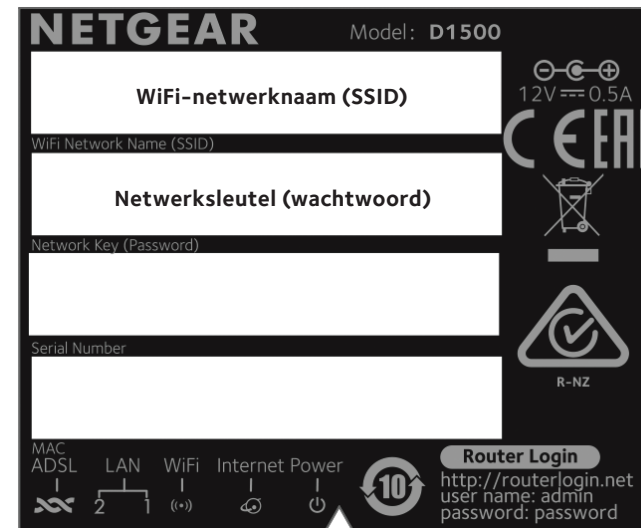 NETGEAR Model: D1500
12V 0.5A
WiFi-netwerknaam (SSID)
WiFi Network Name (SSID)
Netwerksleutel (wachtwoord)
Network Key (Password)
Serial Number
MAC
R-NZ
ADSL LAN WiFi Internet Power
2 1
10
Router Login
http://routerlogin.net
user name: admin
password: password